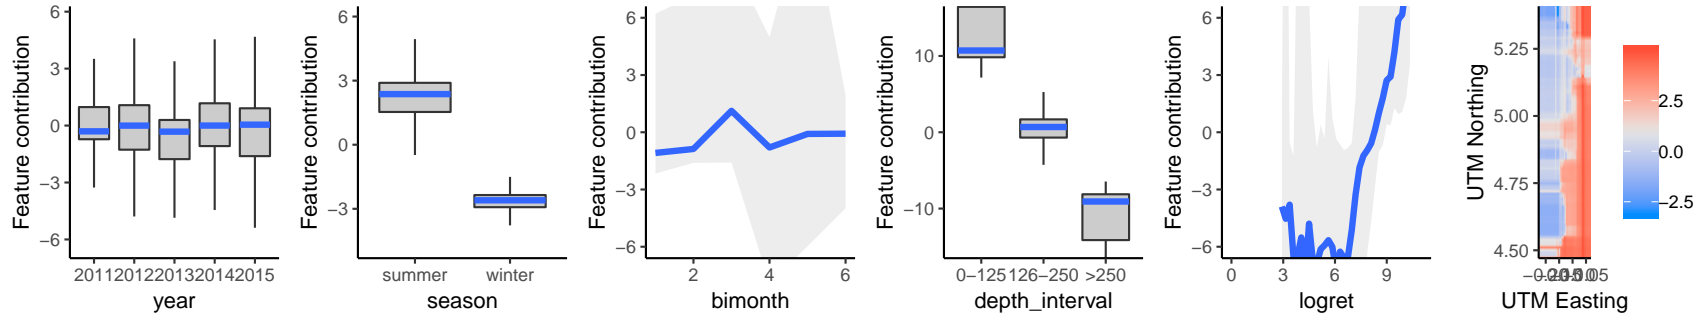 Feature contribution
6
3
0
−3
−6
2011 2012 2013 2014 2015
year
Feature contribution
6
3
0
−3
summer winter
season
Feature contribution
6
3
0
−3
−6
2 4 6
bimonth
Feature contribution
10
0
−10
0−125 126−250 >250
depth_interval
Feature contribution
6
3
0
−3
−6
0 3 6 9
logret
UTM Northing
5.25
5.00
4.75
4.50
UTM Easting
2.5
0.0
−2.5